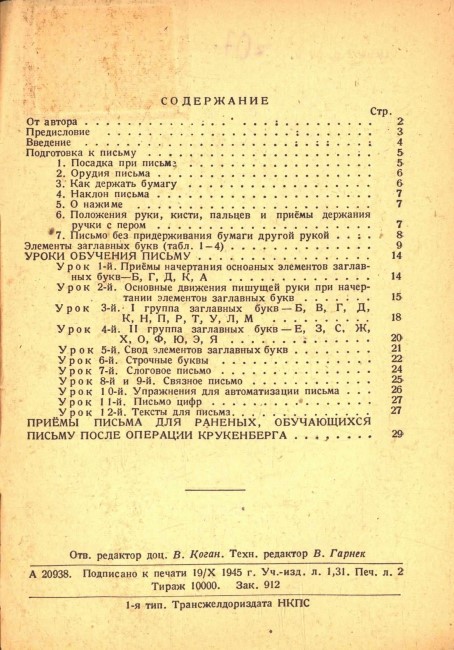 СОДЕРЖАНИЕ
Стр.
От автора . . . . . . . . . . 2
Предисловие . . . . . . . . . . 3
Введение . . . . . . . . . . 4
Подготовка к письму . . . . . . . . . . 5
1. Посадка при письме . . . . . . . . . . 5
2. Орудия письма . . . . . . . . . . 6
3. Как держать бумагу . . . . . . . . . . 6
4. Наклон письма . . . . . . . . . . 7
5. О нажиме . . . . . . . . . . 7
6. Положения руки, кисти, пальцев и приёмы держания
ручки с пером . . . . . . . . . . 7
7. Письмо без придерживания бумаги другой рукой . . . . 8
Элементы заглавных букв (табл. 1—4) . . . . . . . . . . 9
УРОКИ ОБУЧЕНИЯ ПИСЬМУ . . . . . . . . . . 14
Урок 1-й. Приёмы начертания основных элементов заглав-
ных букв—Б, Г, Д, К, А . . . . . . . . . . 14
Урок 2-й. Основные движения пишущей руки при начер-
тании элементов заглавных букв . . . . . . . 15
Урок 3-й. I группа заглавных букв—Б, В, Г, Д,
К, Н, П, Р, Т, У, Л, М . . . . . . . . . . 18
Урок 4-й. II группа заглавных букв—Е, З, С, Ж,
Х, О, Ф, Ю, Э, Я . . . . . . . . . . 20
Урок 5-й. Свод элементов заглавных букв . . . . . . . 21
Урок 6-й. Строчные буквы . . . . . . . . . . 22
Урок 7-й. Слоговое письмо . . . . . . . . . . 24
Урок 8-й и 9-й. Связное письмо . . . . . . . . . . 25
Урок 10-й. Упражнения для автоматизации письма . . . . 26
Урок 11-й. Письмо цифр . . . . . . . . . . 27
Урок 12-й. Тексты для письма . . . . . . . . . . 27
ПРИЁМЫ ПИСЬМА ДЛЯ РАНЕНЫХ, ОБУЧАЮЩИХСЯ
ПИСЬМУ ПОСЛЕ ОПЕРАЦИИ КРУКЕНБЕРГА . . . . . . . 29
Отв. редактор доц. В. Коган. Техн. редактор В. Гарнек
А 20938. Подписано к печати 19/X 1945 г. Уч.-изд. л. 1,31. Печ. л. 2
Тираж 10000. Зак. 912
1-я тип. Трансжелдориздата НКПС